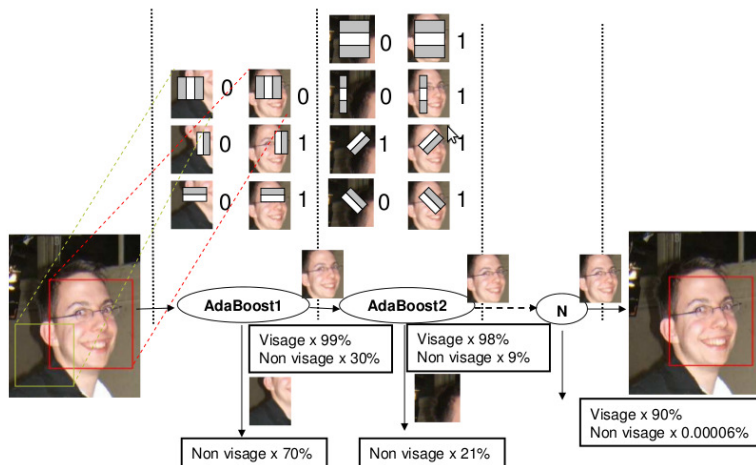 0 1
0 0 0 1
0 1 1 1
0 1 0 1
AdaBoost1 AdaBoost2 N
Visage x 99%
Non visage x 30%
Visage x 98%
Non visage x 9%
Visage x 90%
Non visage x 0.00006%
Non visage x 70%
Non visage x 21%